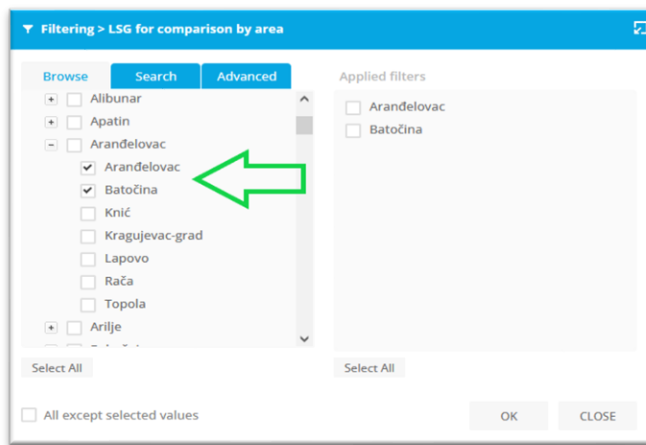 Filtering > LSG for comparison by area
Browse Search Advanced
Applied filters
Alibunar
Apatin
Aranđelovac
Aranđelovac
Batočina
Knić
Kragujevac-grad
Lapovo
Rača
Topola
Arilje
Aranđelovac
Batočina
Select All
Select All
All except selected values
OK
CLOSE